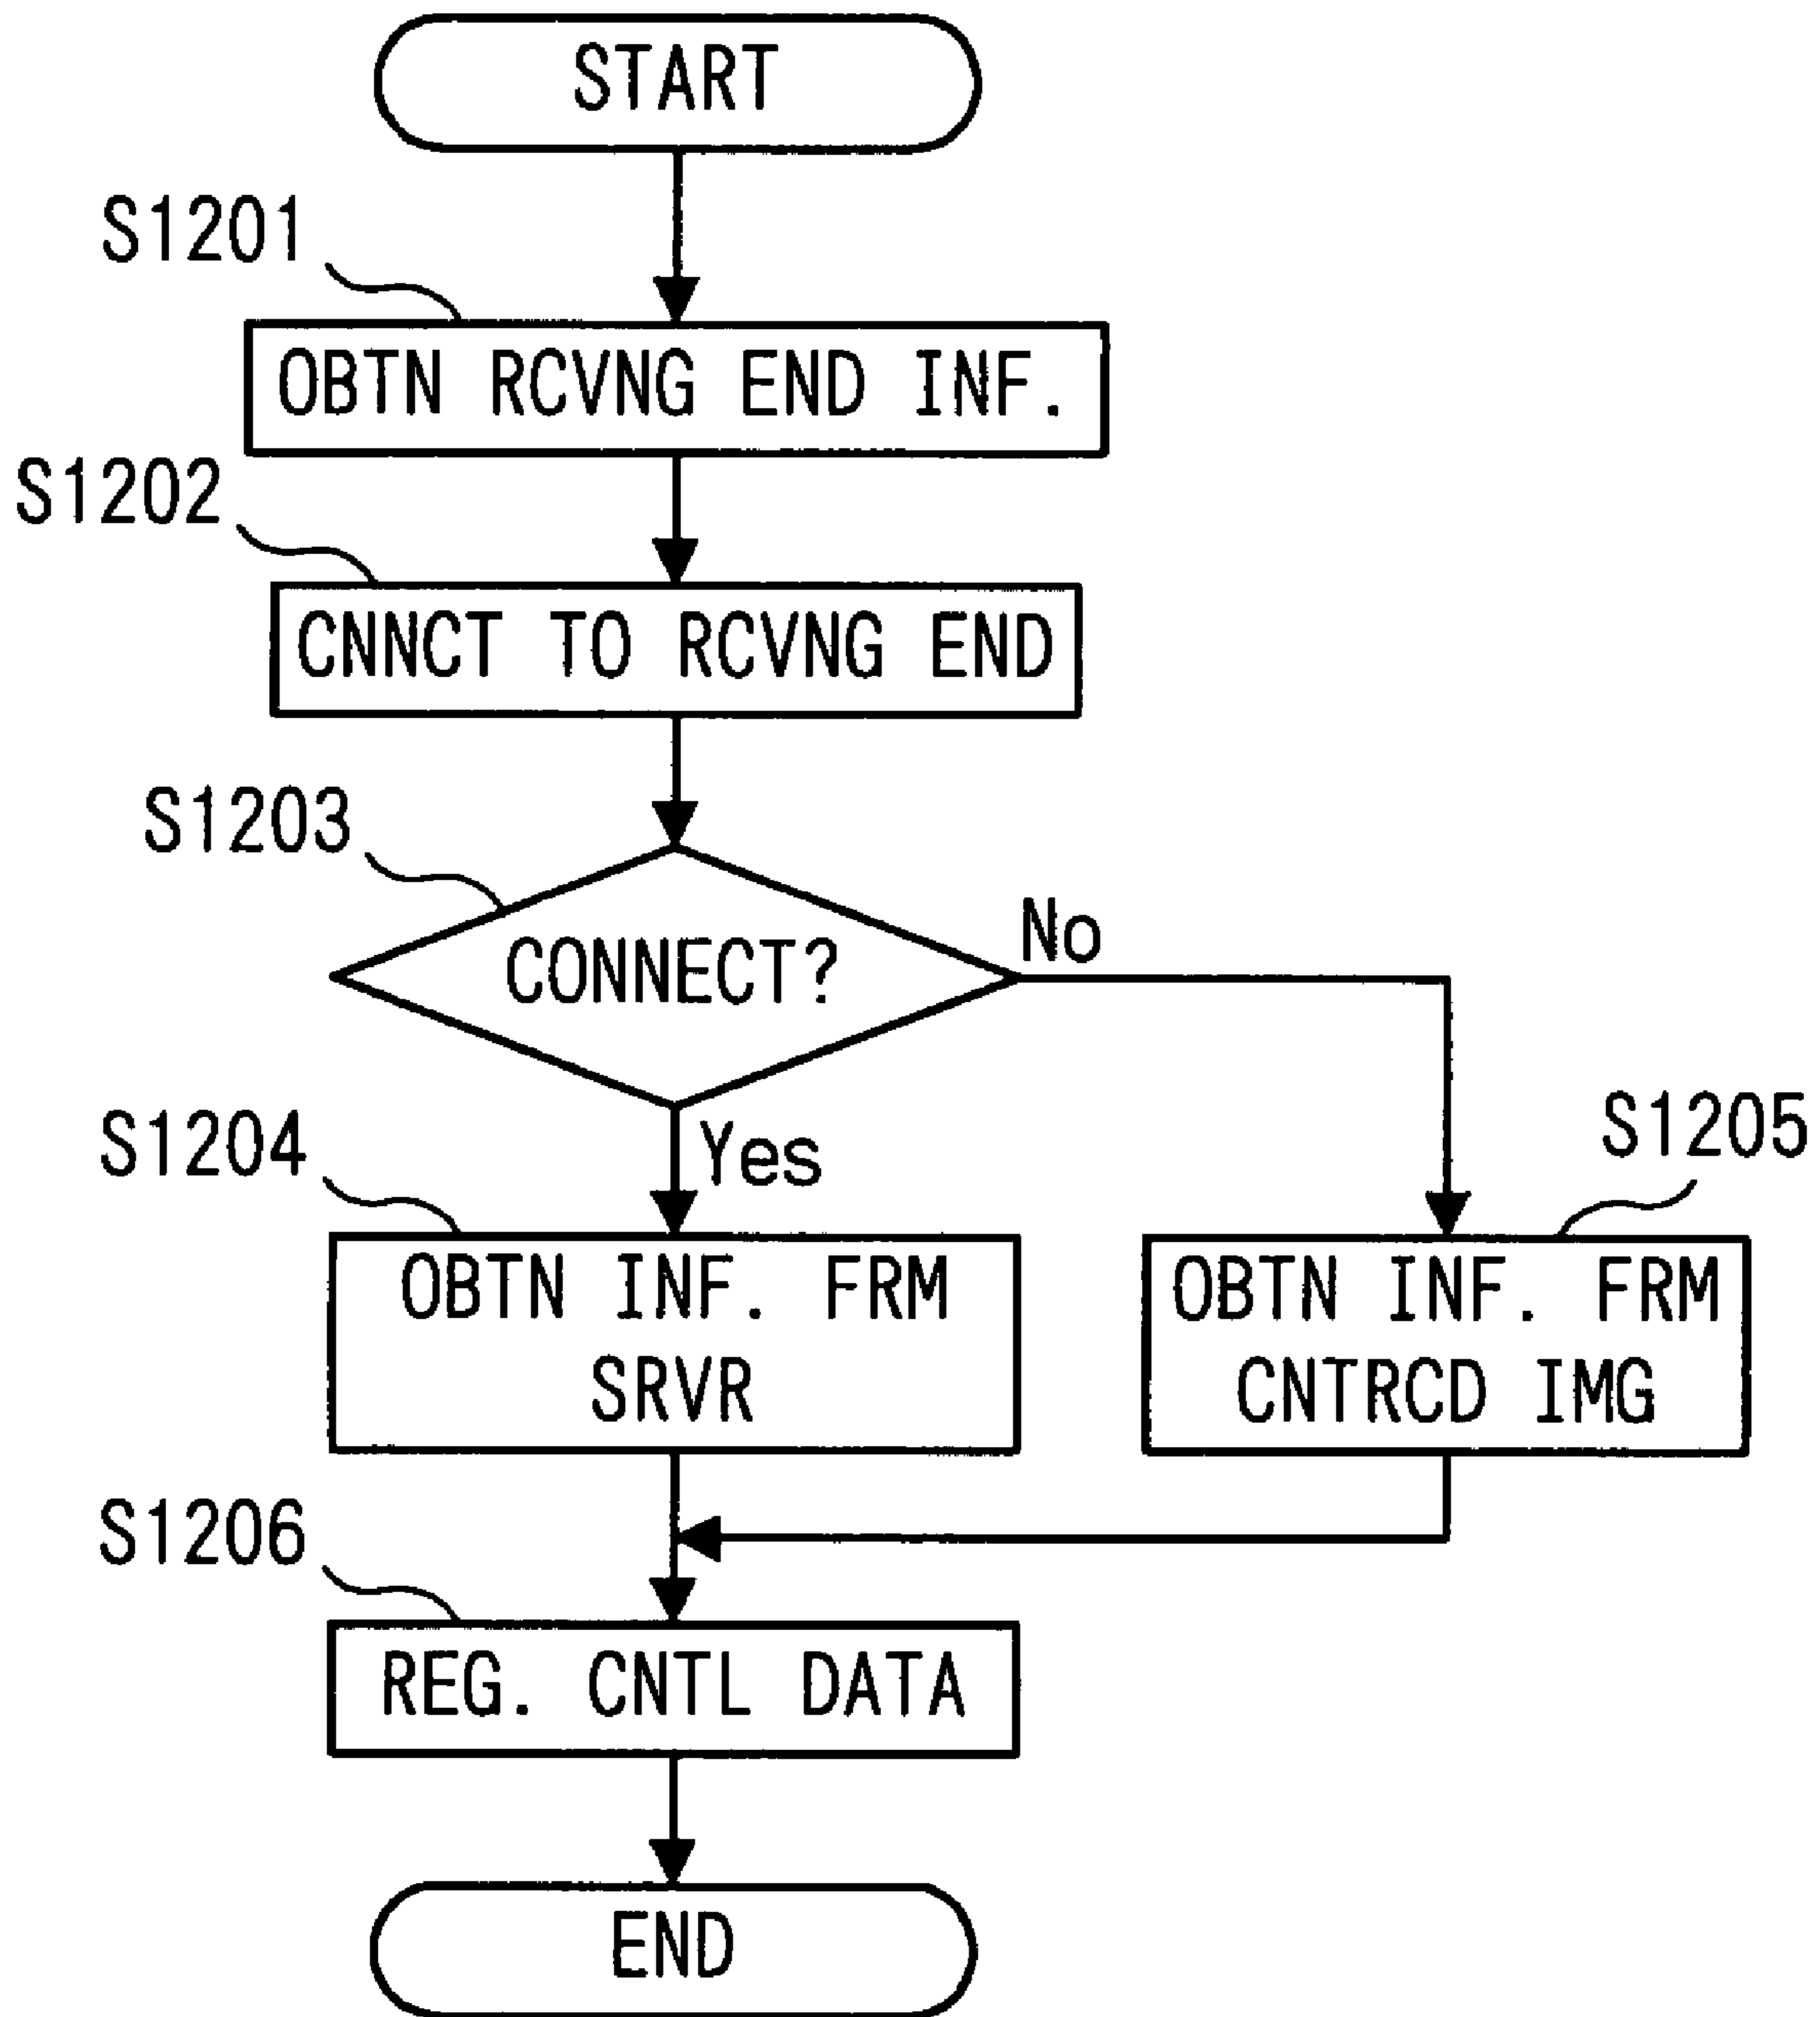 START
S1201
OBTN RCVNG END INF.
S1202
CNNCT TO RCVNG END
S1203
CONNECT?
No
Yes
S1204
OBTN INF. FRM
SRVR
S1205
OBTN INF. FRM
CNTRCD IMG
S1206
REG. CNTL DATA
END